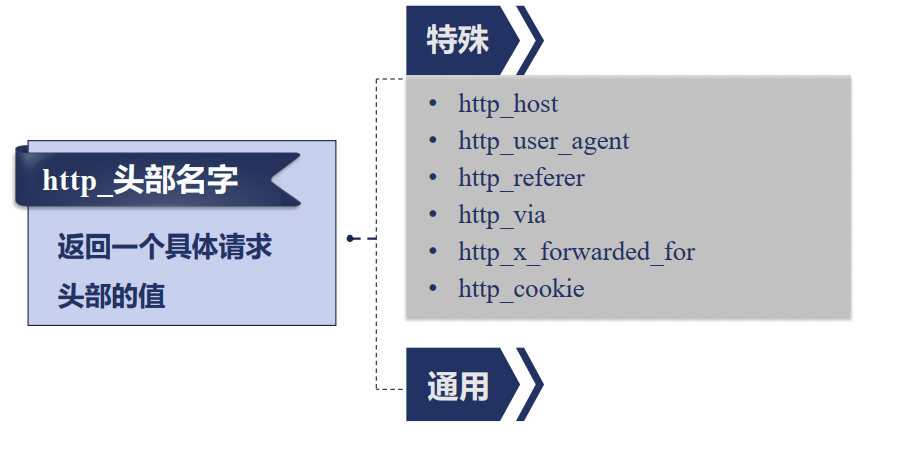 特殊
• http_host
• http_user_agent
• http_referer
• http_via
• http_x_forwarded_for
• http_cookie
http_头部名字
返回一个具体请求
头部的值
通用